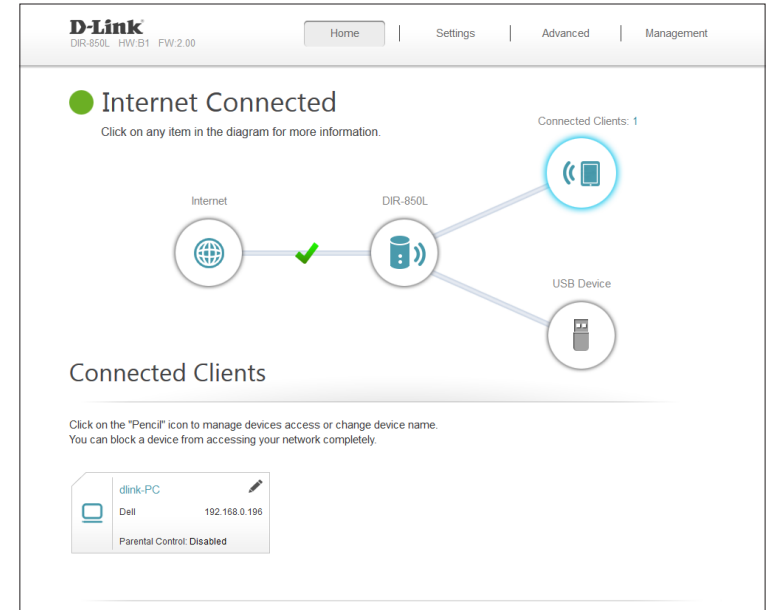 D-Link
DIR-850L HW:B1 FW:2.00
Home
Settings
Advanced
Management
Internet Connected
Click on any item in the diagram for more information.
Connected Clients: 1
Internet
DIR-850L
USB Device
Connected Clients
Click on the "Pencil" icon to manage devices access or change device name.
You can block a device from accessing your network completely.
dlink-PC
Dell 192.168.0.196
Parental Control: Disabled